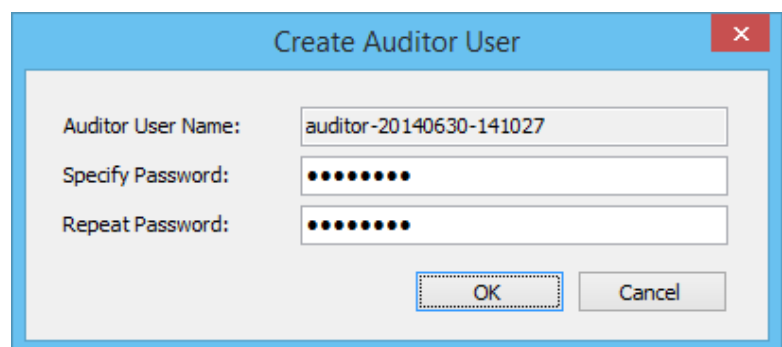 Create Auditor User
Auditor User Name: auditor-20140630-141027
Specify Password: ●●●●●●●●
Repeat Password: ●●●●●●●●
OK Cancel